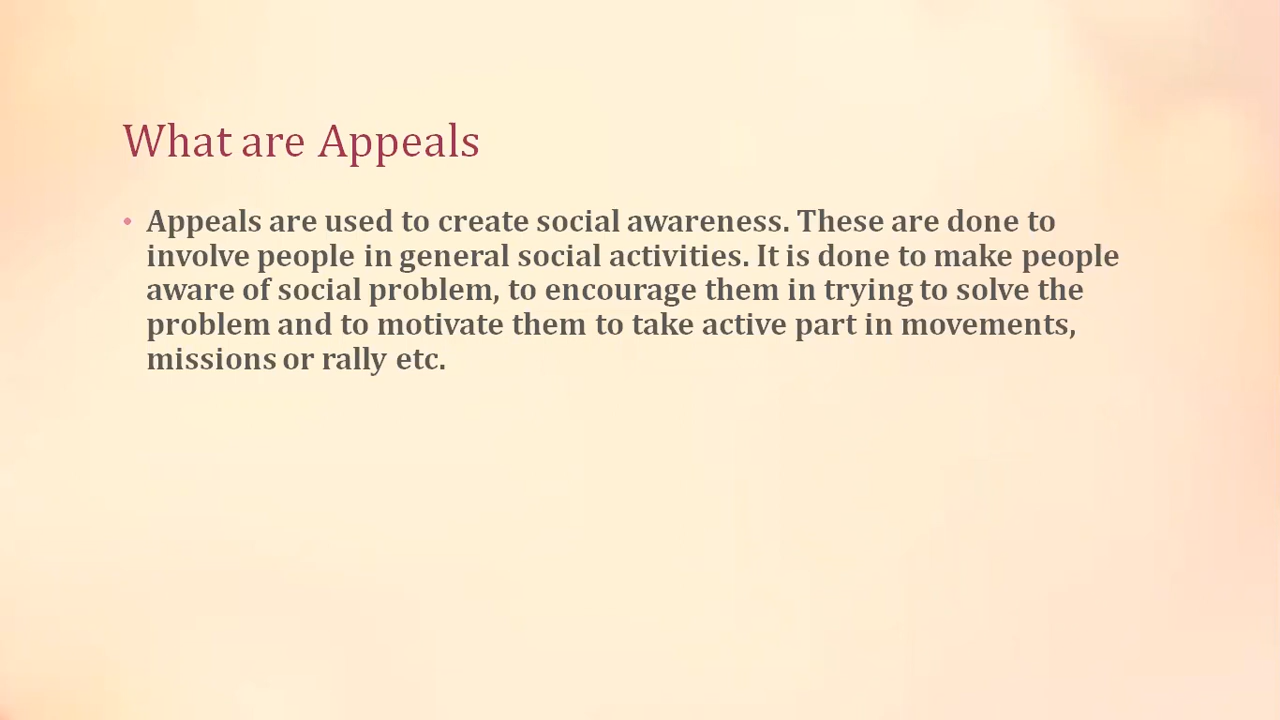 What are Appeals
• Appeals are used to create social awareness. These are done to
involve people in general social activities. It is done to make people
aware of social problem, to encourage them in trying to solve the
problem and to motivate them to take active part in movements,
missions or rally etc.